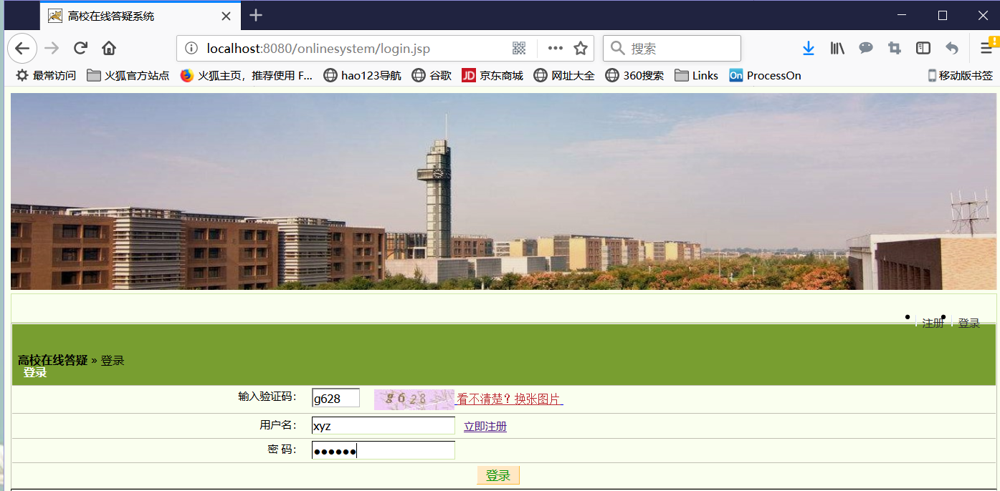 高校在线答疑系统
localhost:8080/onlinesystem/login.jsp
搜索
最常访问 火狐官方站点 火狐主页，推荐使用 F... hao123导航 谷歌 JD 京东商城 网址大全 360搜索 Links On ProcessOn 移动版书签
注册 登录
高校在线答疑 » 登录
登录
输入验证码： g628 g628 看不清楚？换张图片
用户名： xyz 立即注册
密 码： ●●●●●●
登录